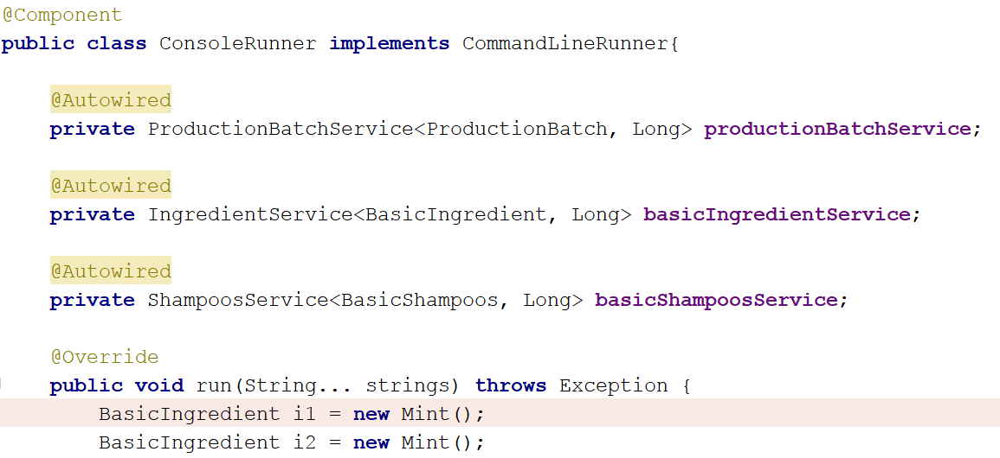 @Component
public class ConsoleRunner implements CommandLineRunner{
@Autowired
private ProductionBatchService<ProductionBatch, Long> productionBatchService;
@Autowired
private IngredientService<BasicIngredient, Long> basicIngredientService;
@Autowired
private ShampoosService<BasicShampoos, Long> basicShampoosService;
@Override
public void run(String... strings) throws Exception {
BasicIngredient i1 = new Mint();
BasicIngredient i2 = new Mint();